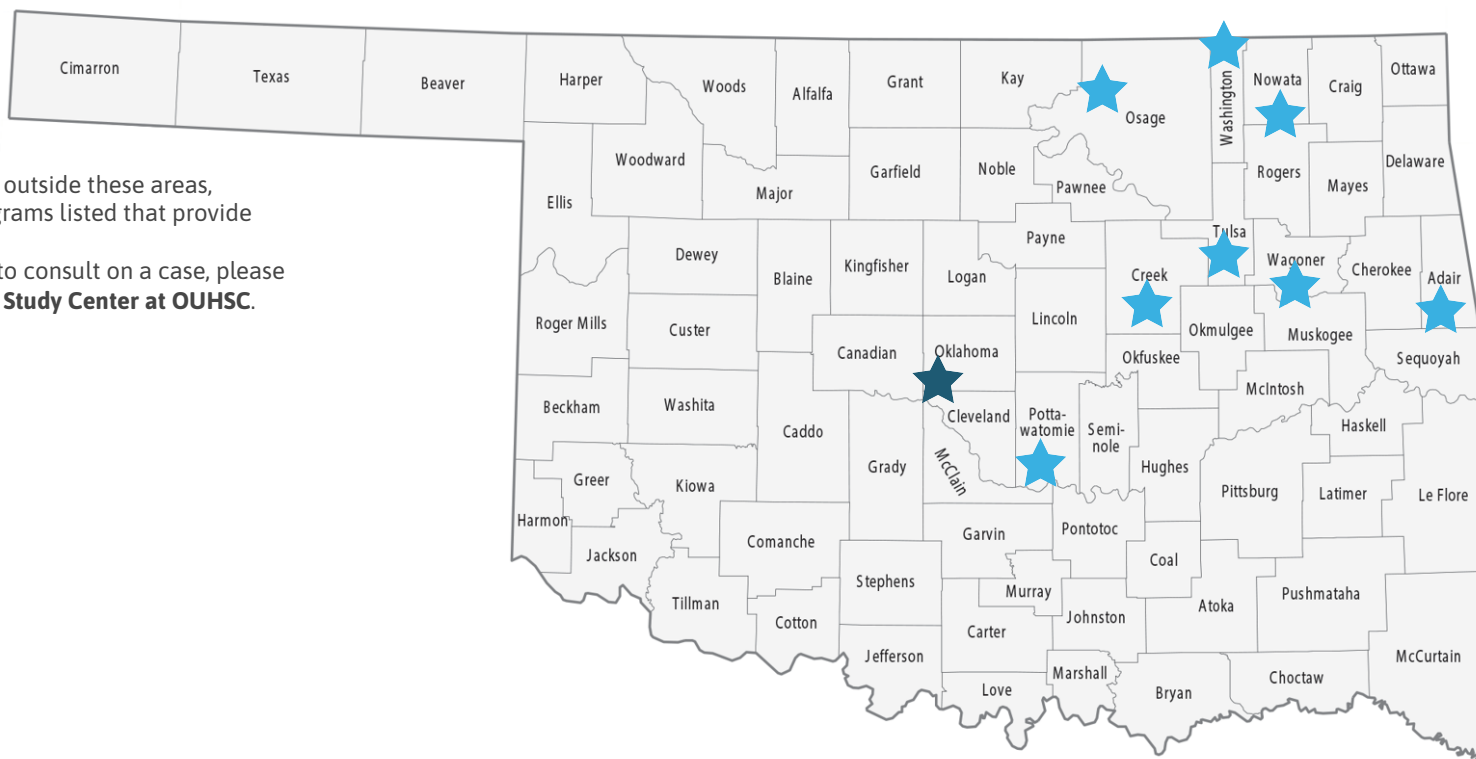 outside these areas,
grams listed that provide
to consult on a case, please
Study Center at OUHSC.
Cimarron
Texas
Beaver
Harper
Woods
Alfalfa
Grant
Kay
Osage
Washington
Nowata
Craig
Ottawa
Woodward
Ellis
Major
Garfield
Noble
Pawnee
Rogers
Mayes
Delaware
Dewey
Blaine
Kingfisher
Logan
Payne
Creek
Tulsa
Wagoner
Cherokee
Adair
Roger Mills
Custer
Canadian
Oklahoma
Lincoln
Okmulgee
Muskogee
Okfuskee
Sequoyah
McIntosh
Beckham
Washita
Caddo
Cleveland
Potta-
watomie
Semi-
nole
Haskell
Grady
McClain
Hughes
Pittsburg
Latimer
Le Flore
Greer
Kiowa
Harmon
Jackson
Comanche
Garvin
Pontotoc
Coal
Stephens
Murray
Atoka
Pushmataha
Tillman
Cotton
Carter
Johnston
Jefferson
Love
Marshall
Bryan
Choctaw
McCurtain